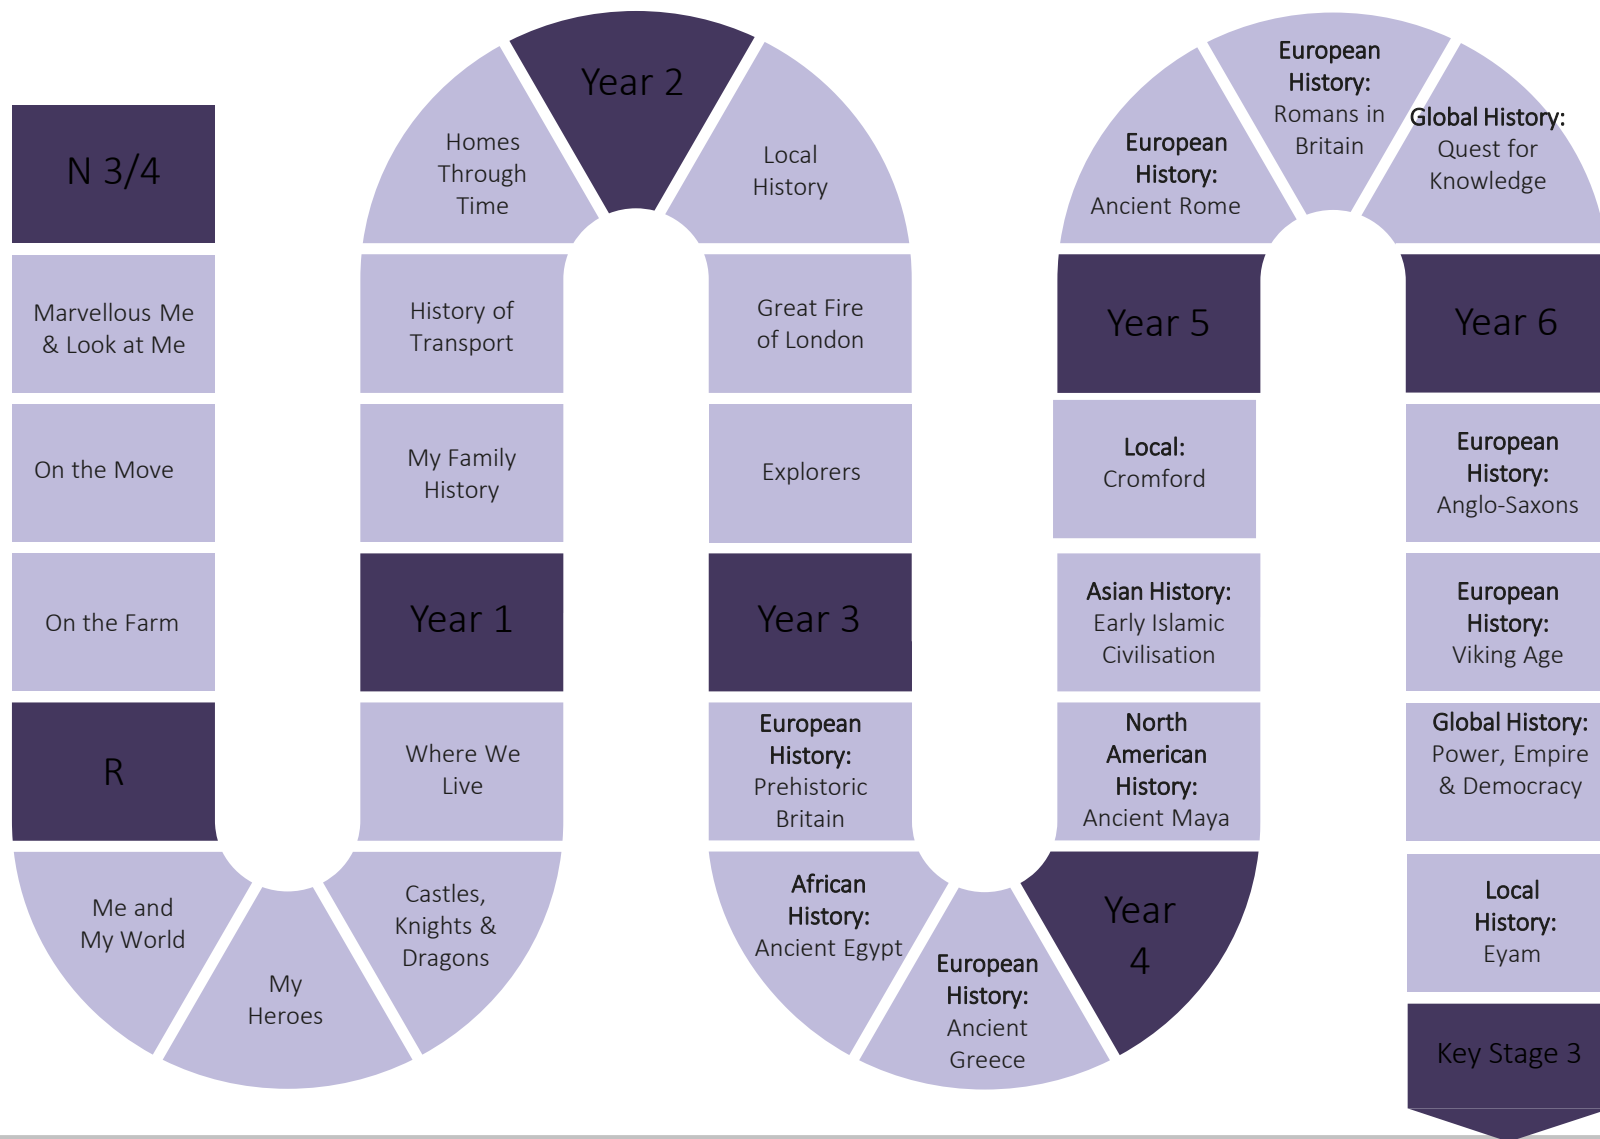 N 3/4
Marvellous Me
& Look at Me
On the Move
On the Farm
R
Me and
My World
My
Heroes
Castles,
Knights &
Dragons
Where We
Live
Year 1
My Family
History
History of
Transport
Homes
Through
Time
Year 2
Local
History
Great Fire
of London
Explorers
Year 3
European
History:
Prehistoric
Britain
African
History:
Ancient Egypt
European
History:
Ancient
Greece
Year
4
North
American
History:
Ancient Maya
Asian History:
Early Islamic
Civilisation
Local:
Cromford
Year 5
European
History:
Ancient Rome
European
History:
Romans in
Britain
Global History:
Quest for
Knowledge
Year 6
European
History:
Anglo-Saxons
European
History:
Viking Age
Global History:
Power, Empire
& Democracy
Local
History:
Eyam
Key Stage 3